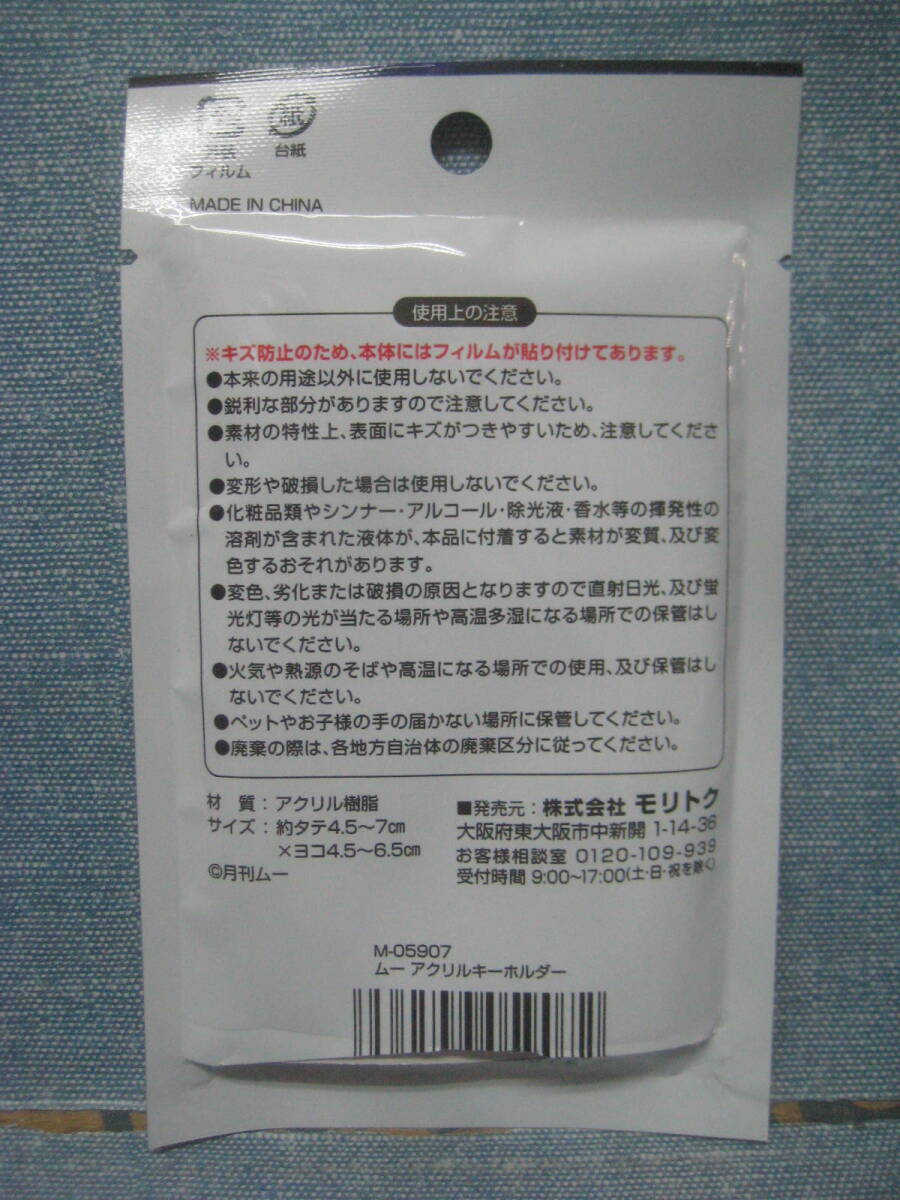 紙
台紙
フィルム
MADE IN CHINA
使用上の注意
※キズ防止のため、本体にはフィルムが貼り付けてあります。
●本来の用途以外に使用しないでください。
●鋭利な部分がありますので注意してください。
●素材の特性上、表面にキズがつきやすいため、注意してくださ
い。
●変形や破損した場合は使用しないでください。
●化粧品類やシンナー・アルコール・除光液・香水等の揮発性の
溶剤が含まれた液体が、本品に付着すると素材が変質、及び変
色するおそれがあります。
●変色、劣化または破損の原因となりますので直射日光、及び蛍
光灯等の光が当たる場所や高温多湿になる場所での保管はし
ないでください。
●火気や熱源のそばや高温になる場所での使用、及び保管はし
ないでください。
●ペットやお子様の手の届かない場所に保管してください。
●廃棄の際は、各地方自治体の廃棄区分に従ってください。
材 質：アクリル樹脂
サイズ：約タテ4.5〜7cm
×ヨコ4.5〜6.5cm
©月刊ムー
■発売元：株式会社 モリトク
大阪府東大阪市中新開 1-14-36
お客様相談室 0120-109-939
受付時間 9:00〜17:00(土・日・祝を除く)
M-05907
ムー アクリルキーホルダー